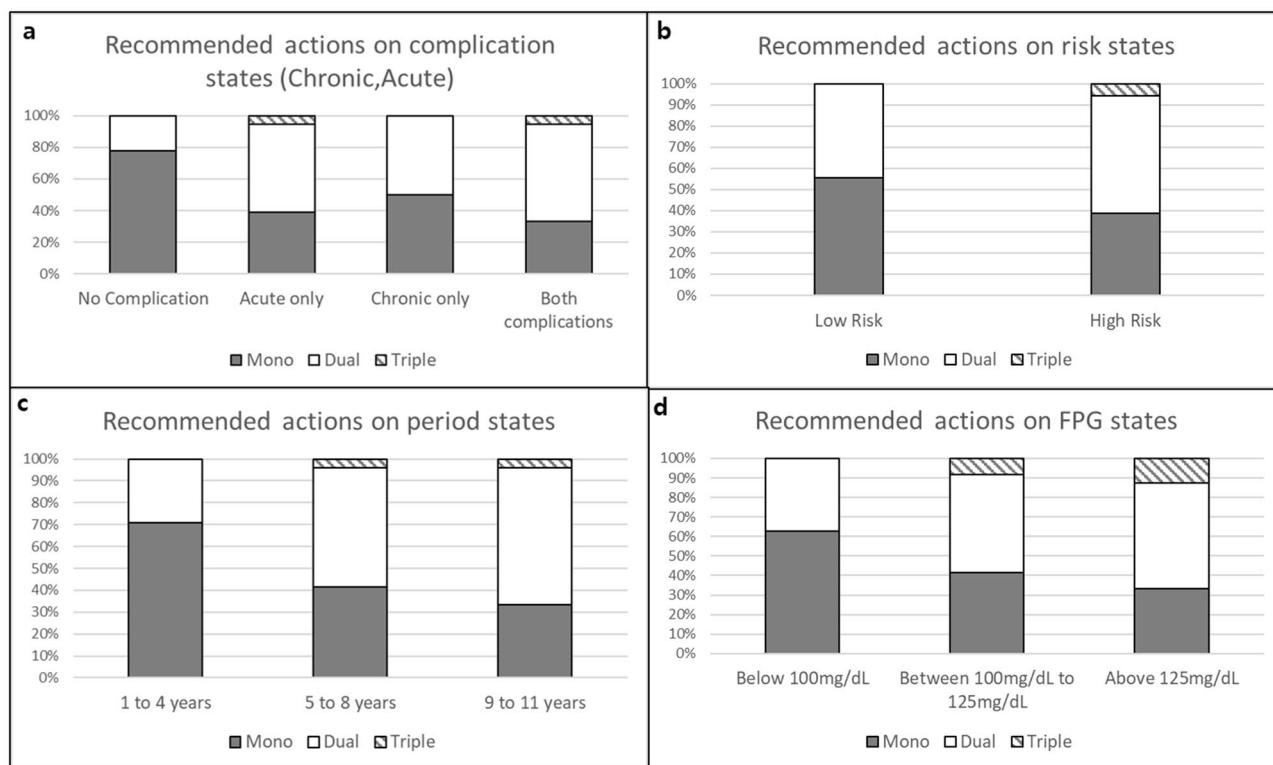 a
Recommended actions on complication
states (Chronic,Acute)
100%
80%
60%
40%
20%
0%
No Complication
Acute only
Chronic only
Both
complications
Mono
Dual
Triple
b
Recommended actions on risk states
100%
90%
80%
70%
60%
50%
40%
30%
20%
10%
0%
Low Risk
High Risk
Mono
Dual
Triple
c
Recommended actions on period states
100%
90%
80%
70%
60%
50%
40%
30%
20%
10%
0%
1 to 4 years
5 to 8 years
9 to 11 years
Mono
Dual
Triple
d
Recommended actions on FPG states
100%
90%
80%
70%
60%
50%
40%
30%
20%
10%
0%
Below 100mg/dL
Between 100mg/dL to
125mg/dL
Above 125mg/dL
Mono
Dual
Triple